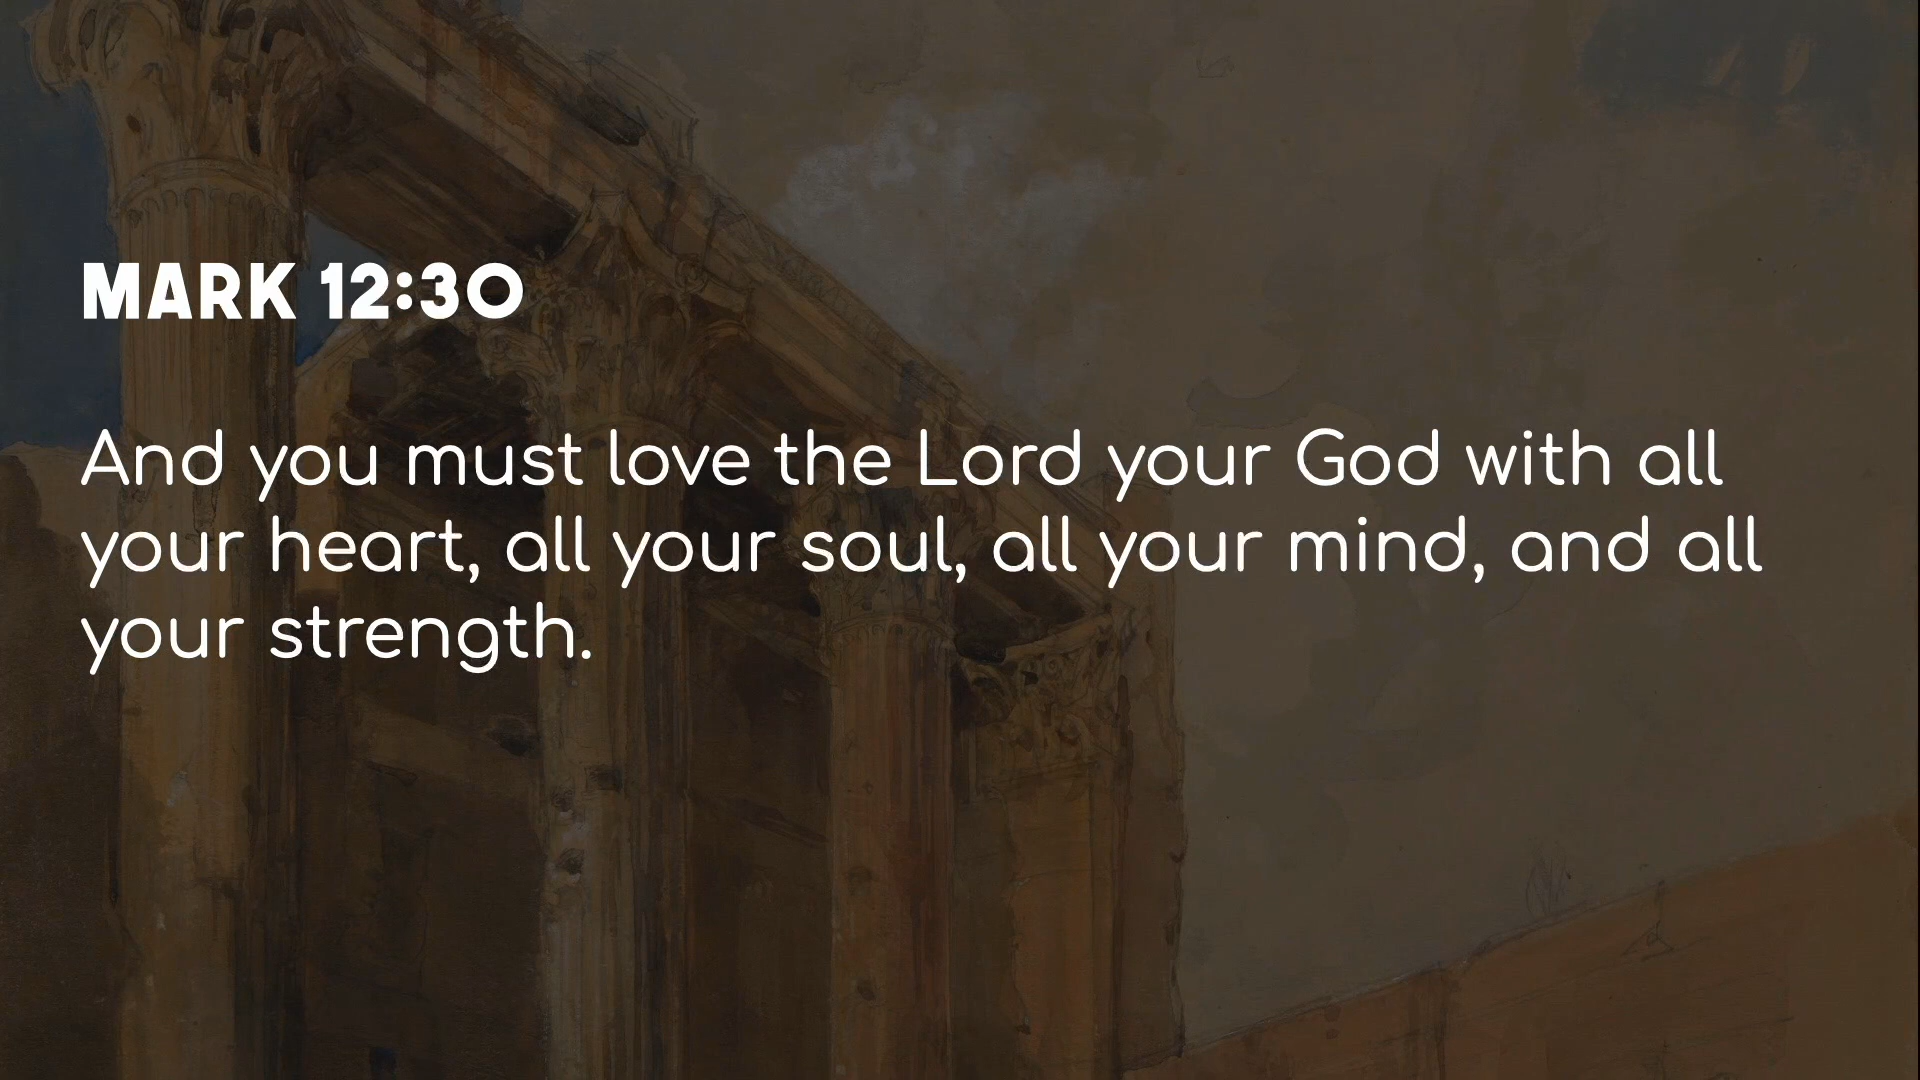 MARK 12:30
And you must love the Lord your God with all
your heart, all your soul, all your mind, and all
your strength.